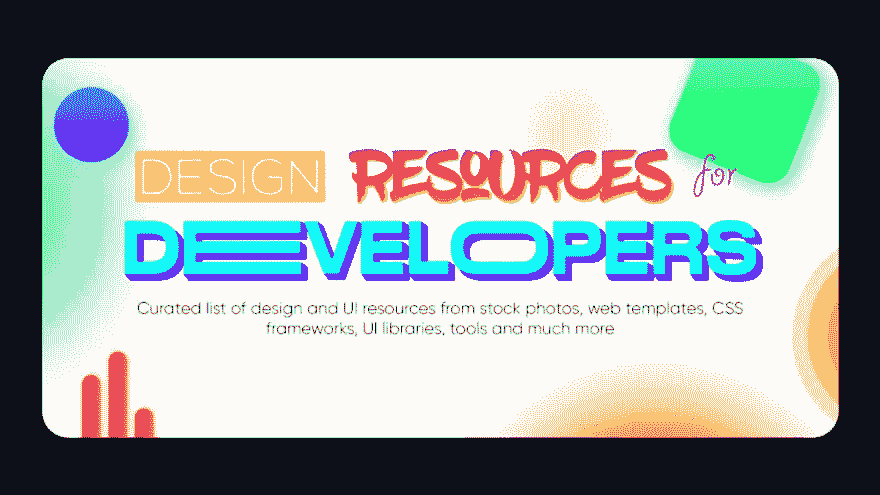 DESIGN RESOURCES for
DEVELOPERS
Curated list of design and UI resources from stock photos, web templates, CSS
frameworks, UI libraries, tools and much more